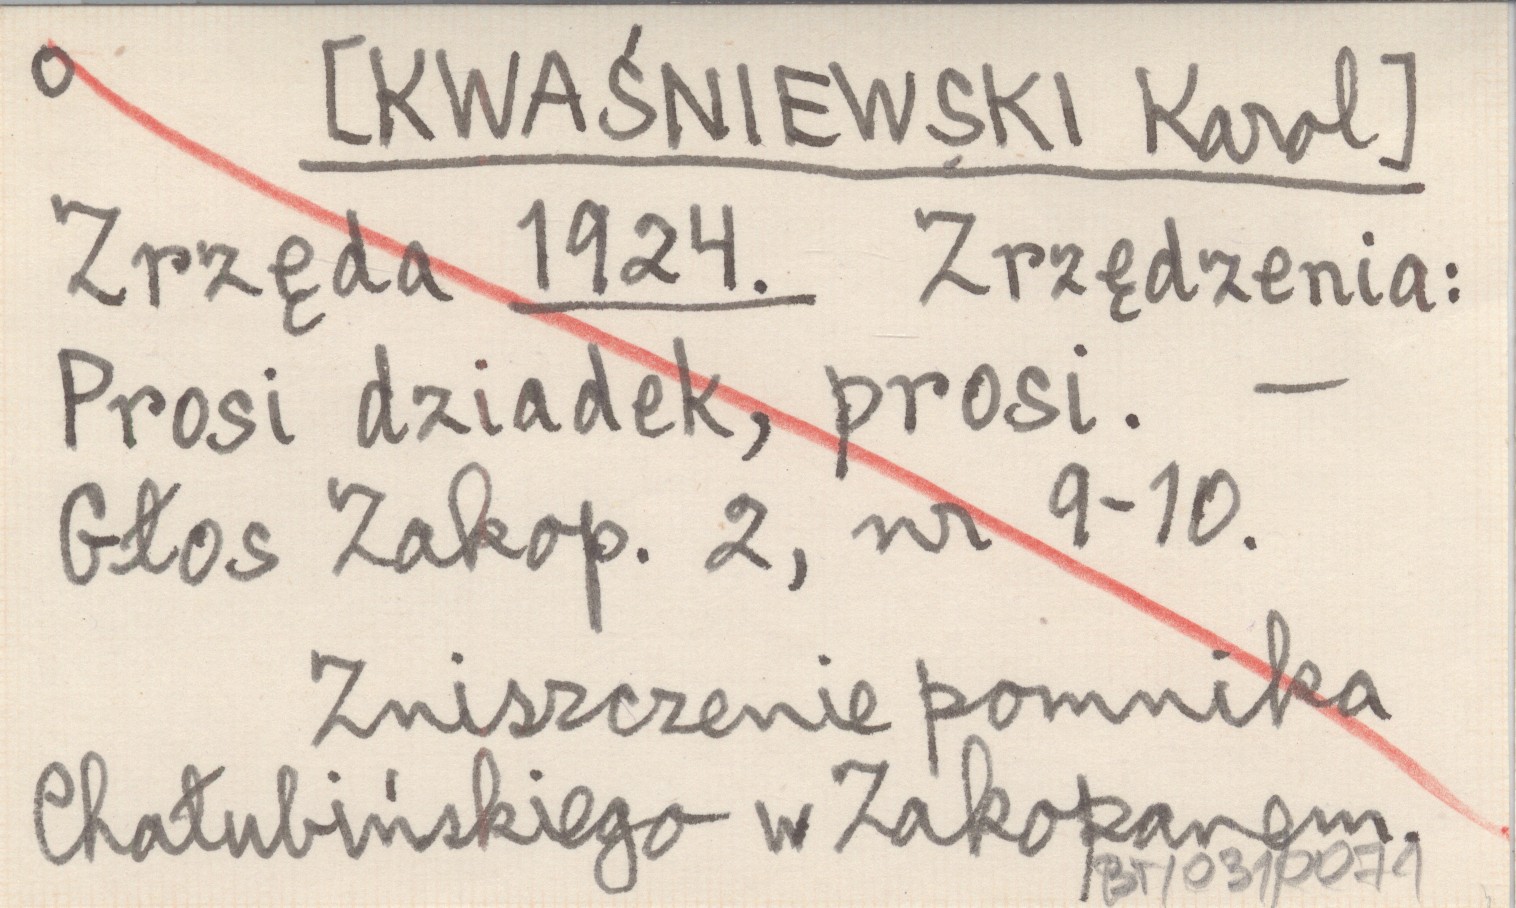 [KWAŚNIEWSKI Karol]
Zrzęda 1924. Zrzędzenia:
Prosi dziadek, prosi. —
Głos Zakop. 2, nr 9-10.
Zniszczenie pomnika
Chałubińskiego w Zakopanem.
BT/031/0071